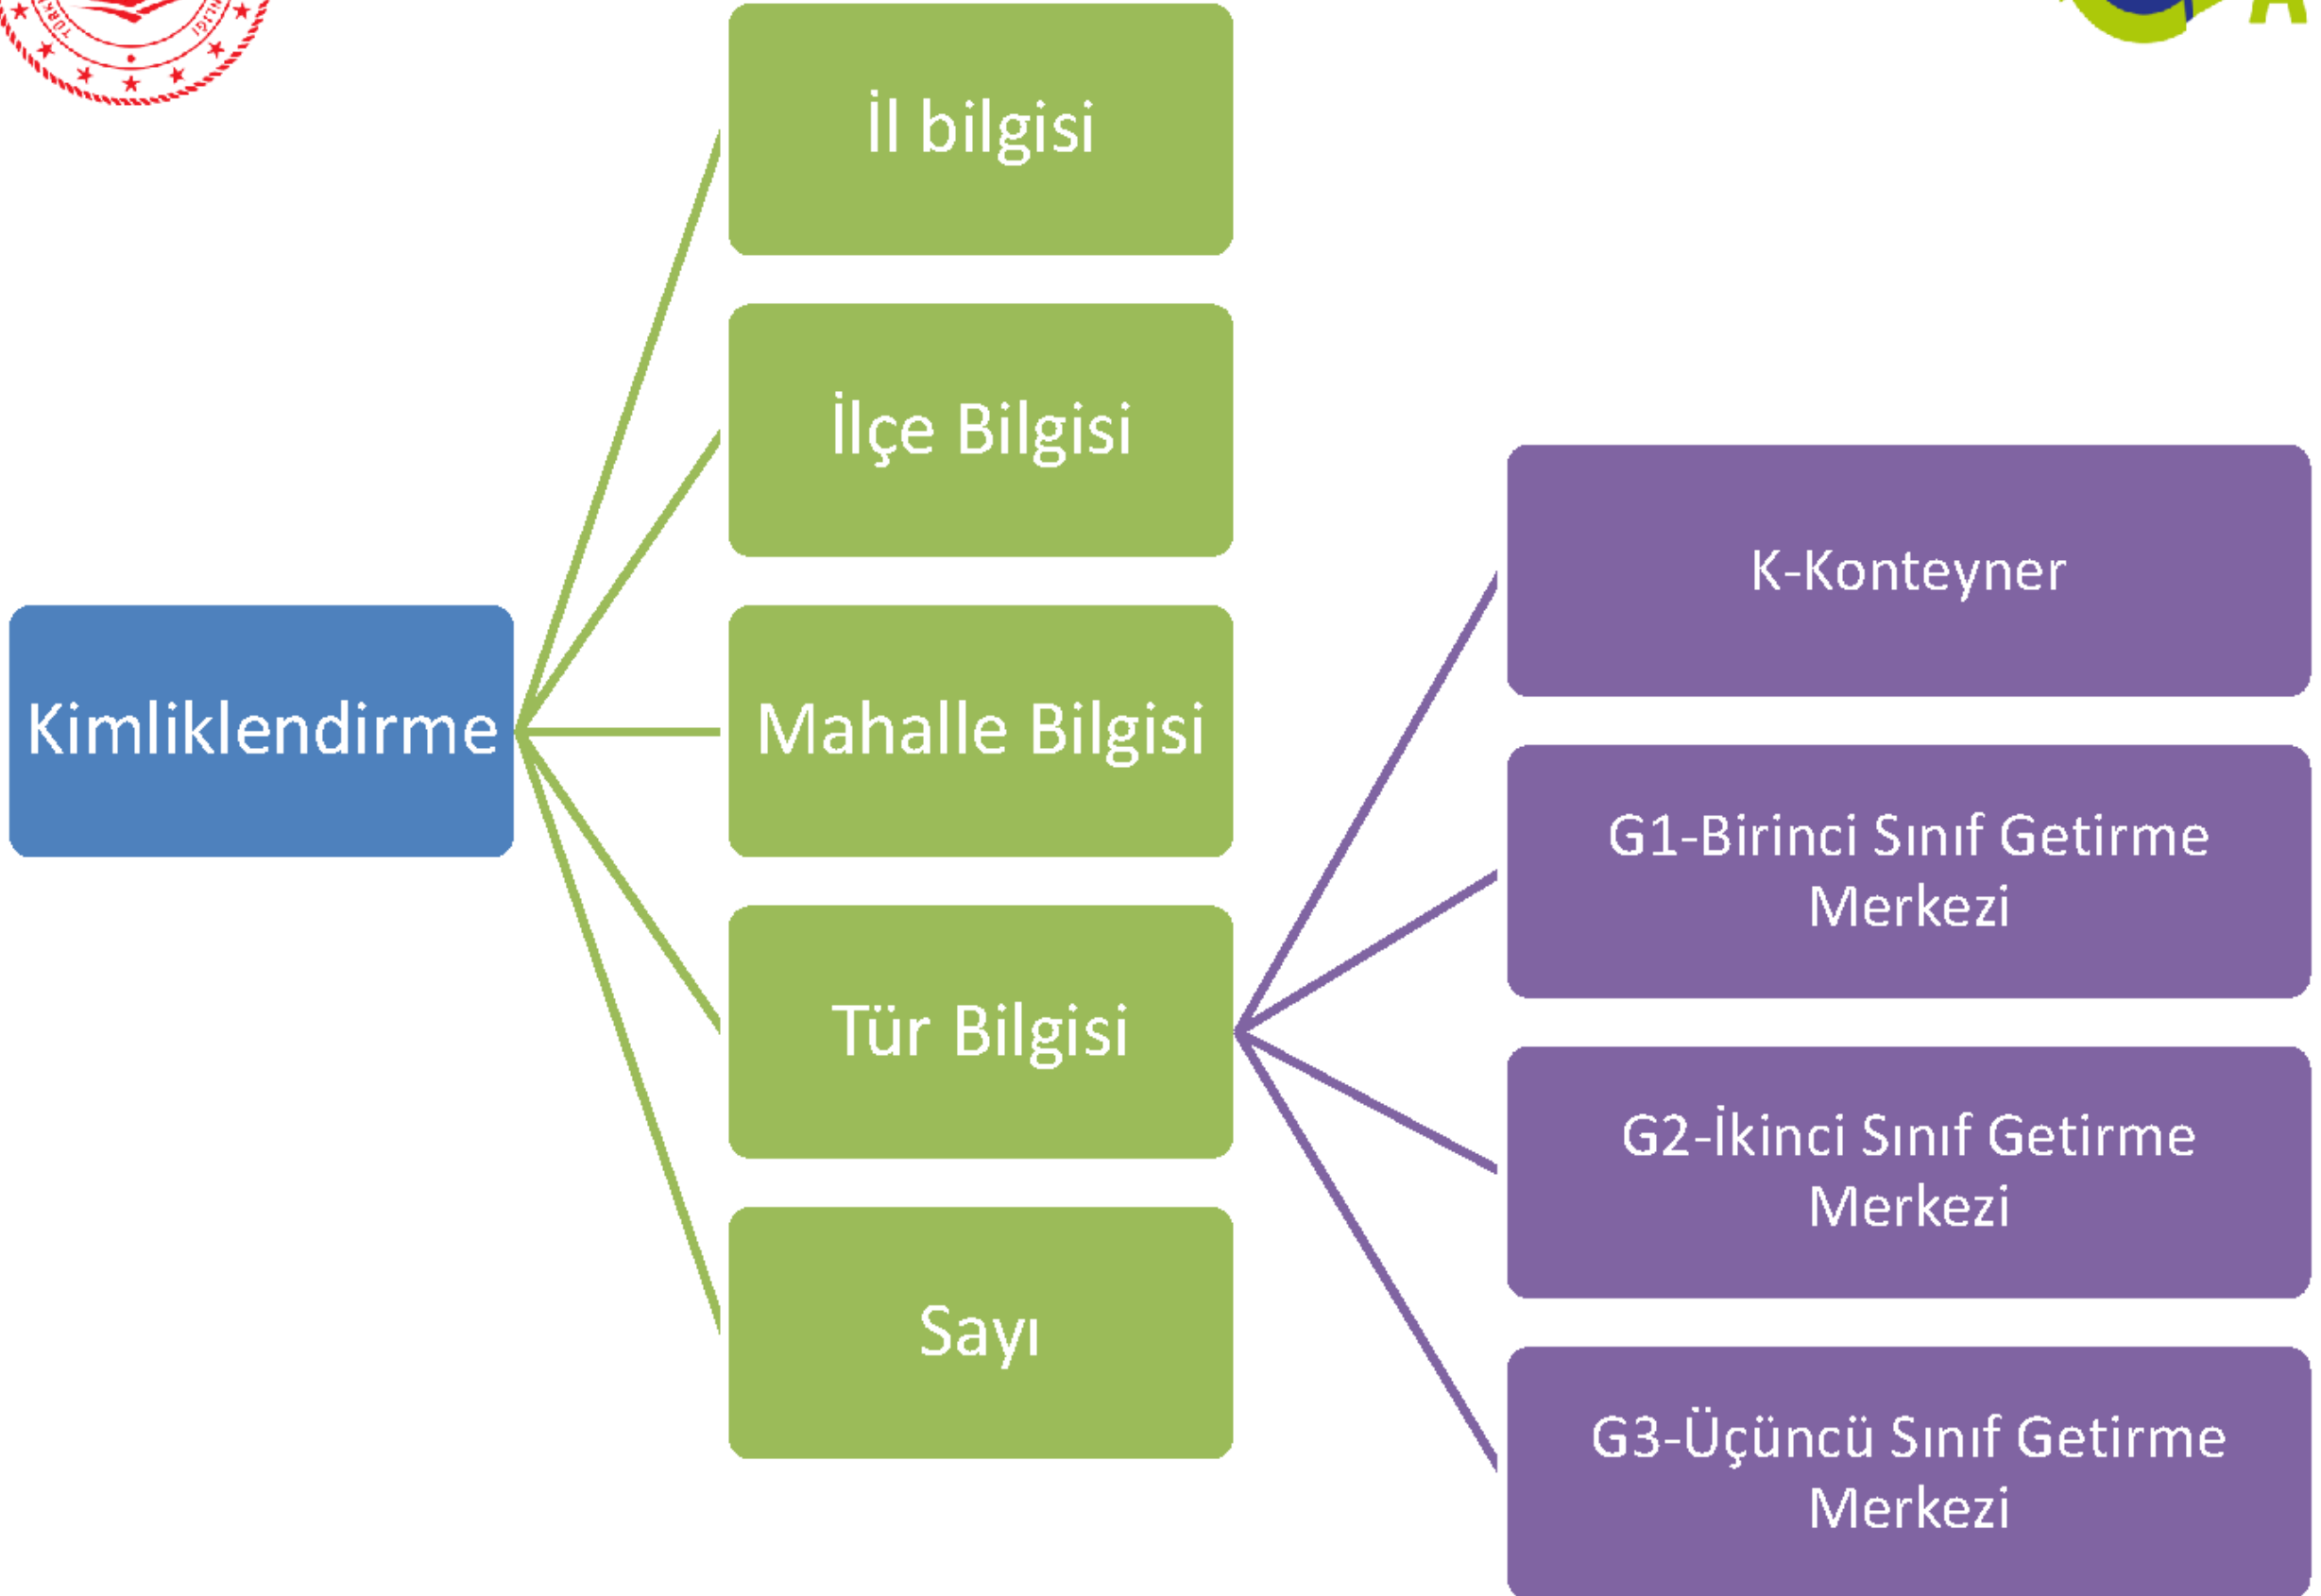 İl bilgisi
İlçe Bilgisi
Mahalle Bilgisi
Tür Bilgisi
Sayı
Kimliklendirme
K-Konteyner
G1-Birinci Sınıf Getirme
Merkezi
G2-İkinci Sınıf Getirme
Merkezi
G3-Üçüncü Sınıf Getirme
Merkezi